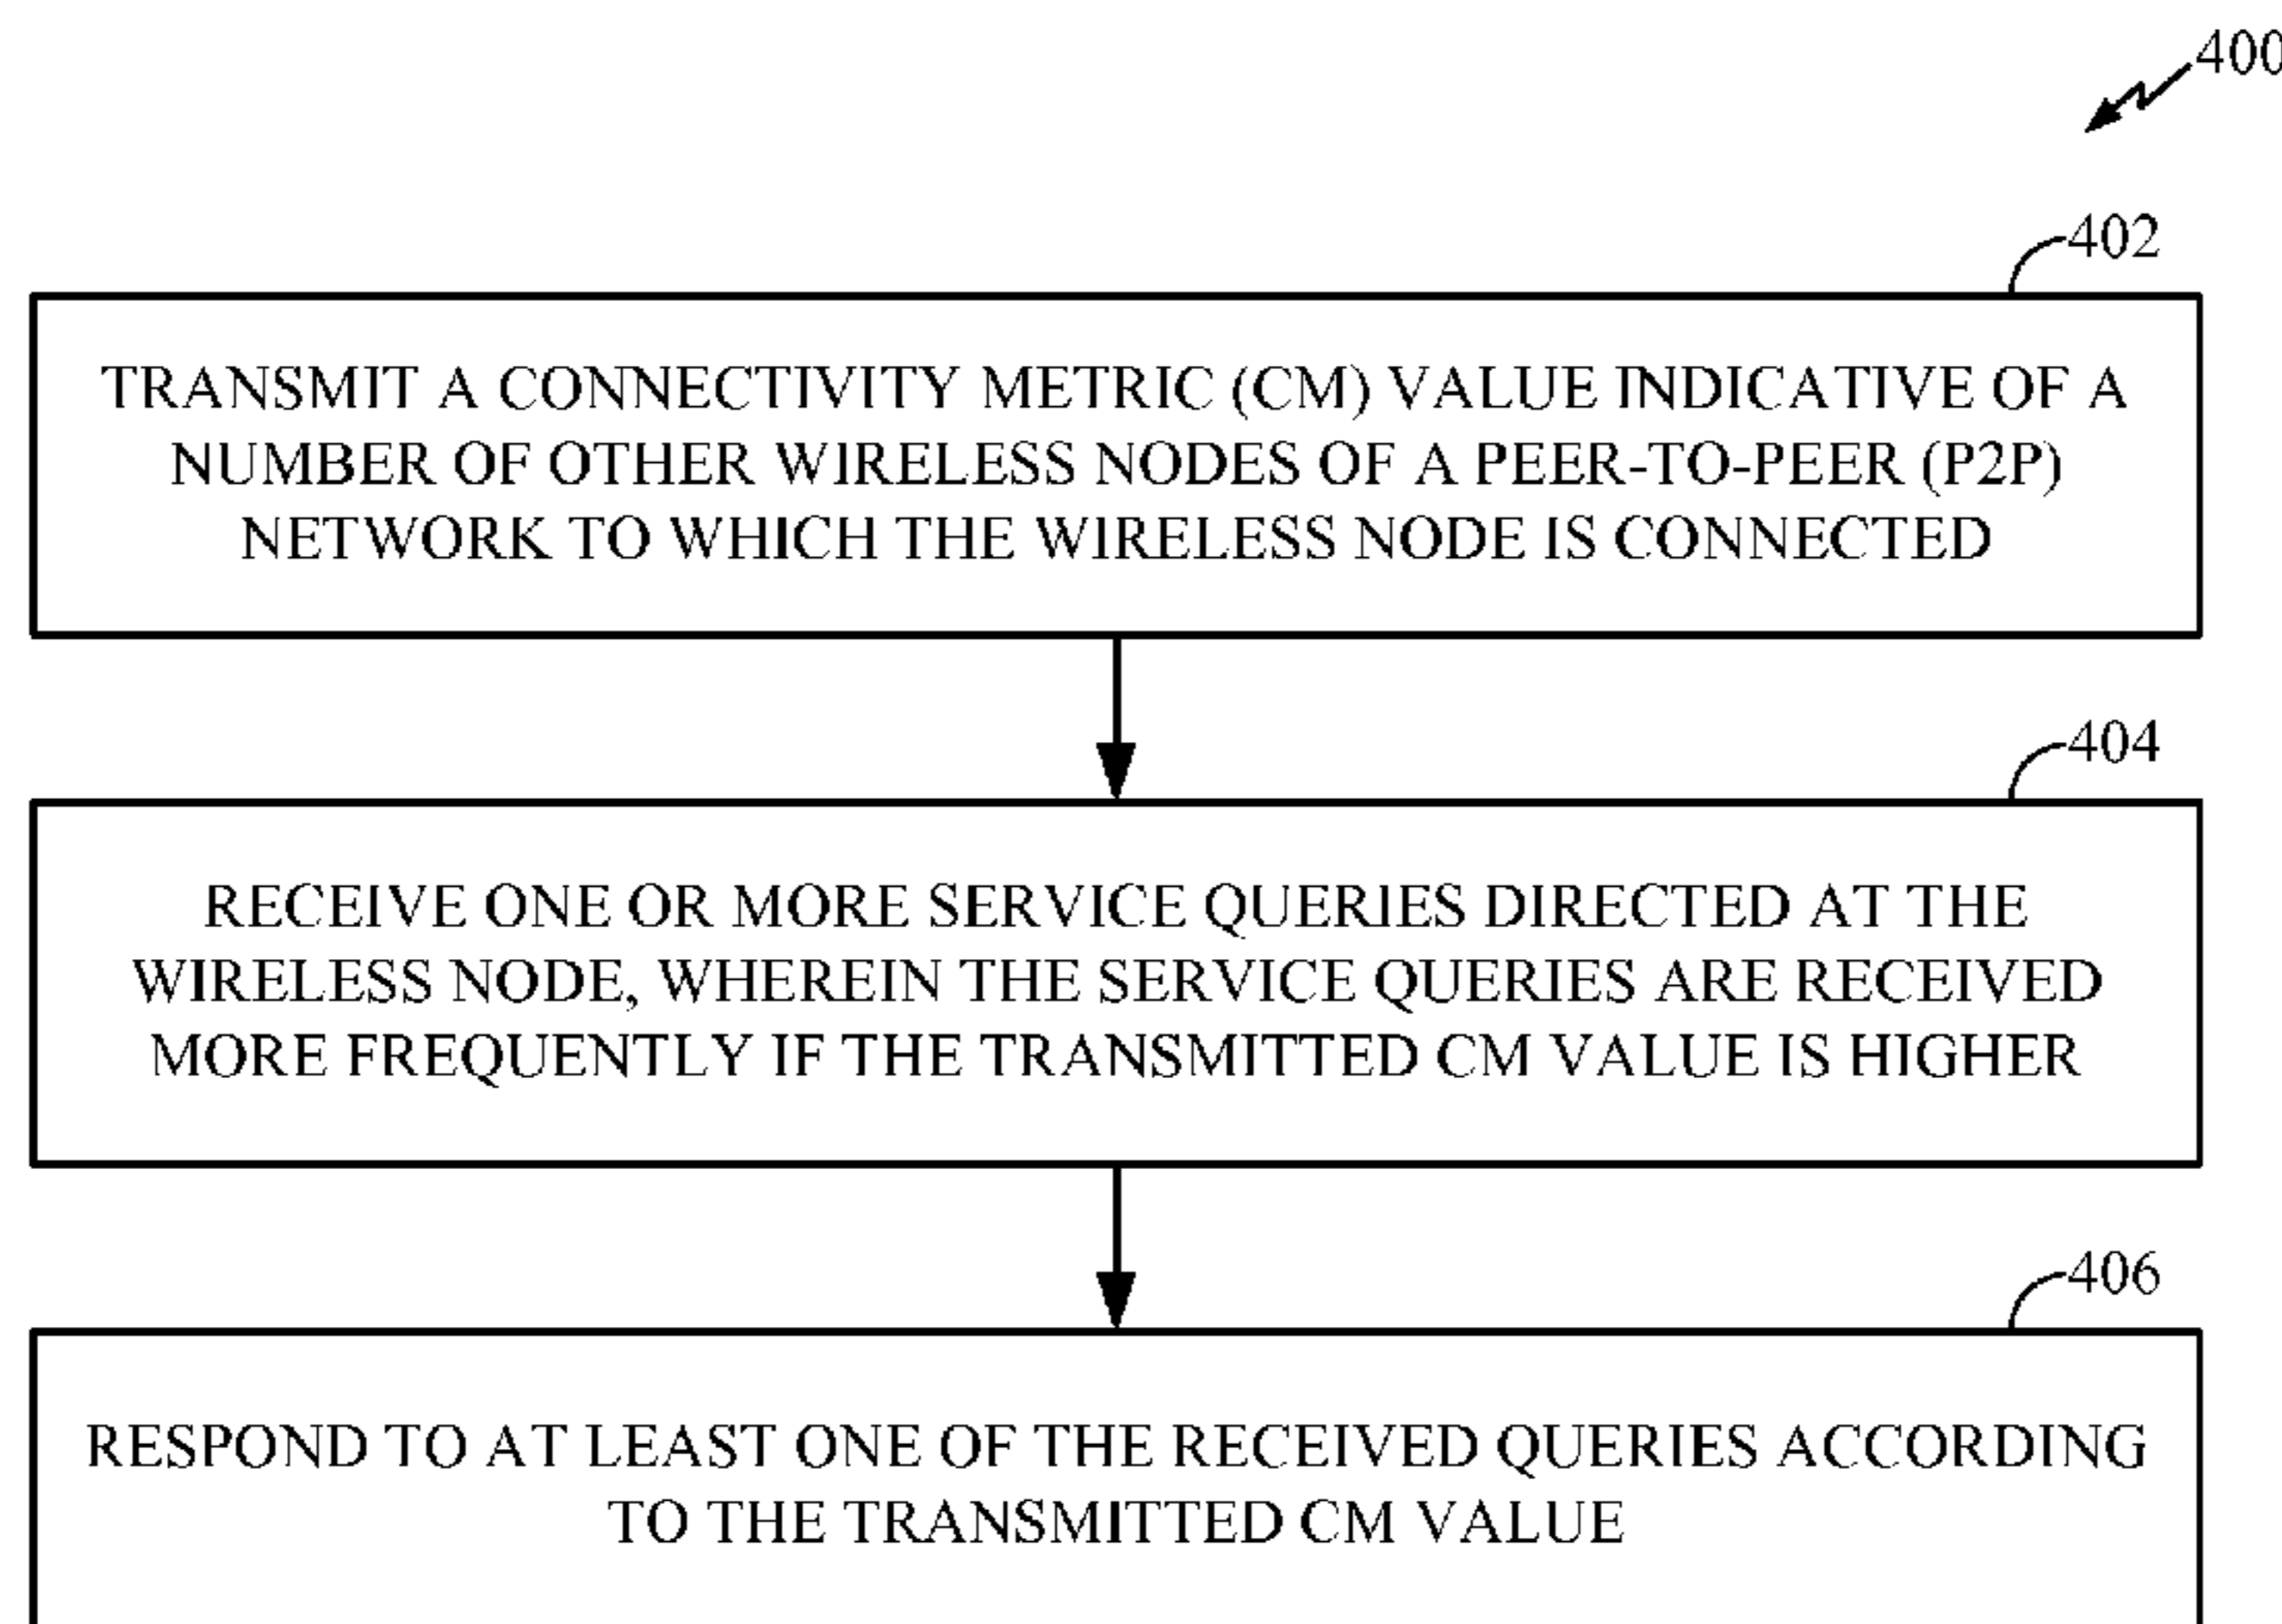 400
402
TRANSMIT A CONNECTIVITY METRIC (CM) VALUE INDICATIVE OF A
NUMBER OF OTHER WIRELESS NODES OF A PEER-TO-PEER (P2P)
NETWORK TO WHICH THE WIRELESS NODE IS CONNECTED
404
RECEIVE ONE OR MORE SERVICE QUERIES DIRECTED AT THE
WIRELESS NODE, WHEREIN THE SERVICE QUERIES ARE RECEIVED
MORE FREQUENTLY IF THE TRANSMITTED CM VALUE IS HIGHER
406
RESPOND TO AT LEAST ONE OF THE RECEIVED QUERIES ACCORDING
TO THE TRANSMITTED CM VALUE